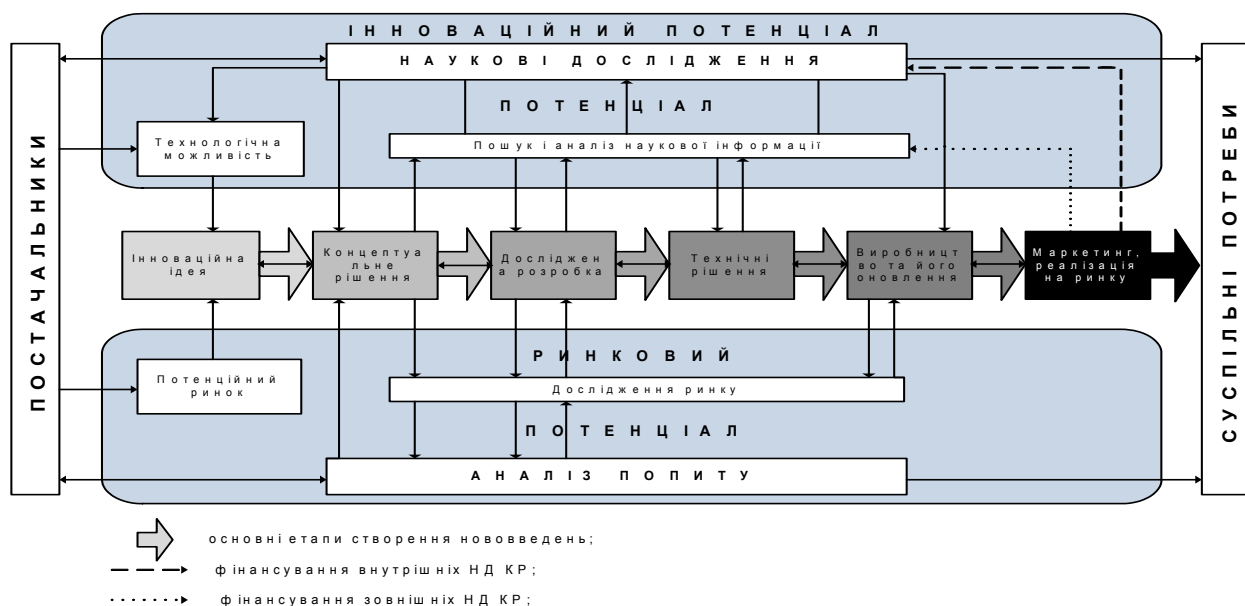 ІННОВАЦІЙНИЙ ПОТЕНЦІАЛ
НАУКОВІ ДОСЛІДЖЕННЯ
ПОТЕНЦІАЛ
Технологічна
можливість
Пошук і аналіз наукової інформації
ПОСТАЧАЛЬНИКИ
СУСПІЛЬНІ ПОТРЕБИ
Інноваційна
ідея
Концептуа
льне
рішення
Досліджен
а розробка
Технічні
рішення
Виробницт
во та його
оновлення
Маркетинг,
реалізація
на ринку
РИНКОВИЙ
Потенційний
ринок
Дослідження ринку
ПОТЕНЦІАЛ
АНАЛІЗ ПОПИТУ
основні етапи створення нововведень;
фінансування внутрішніх НД КР;
фінансування зовнішніх НД КР;